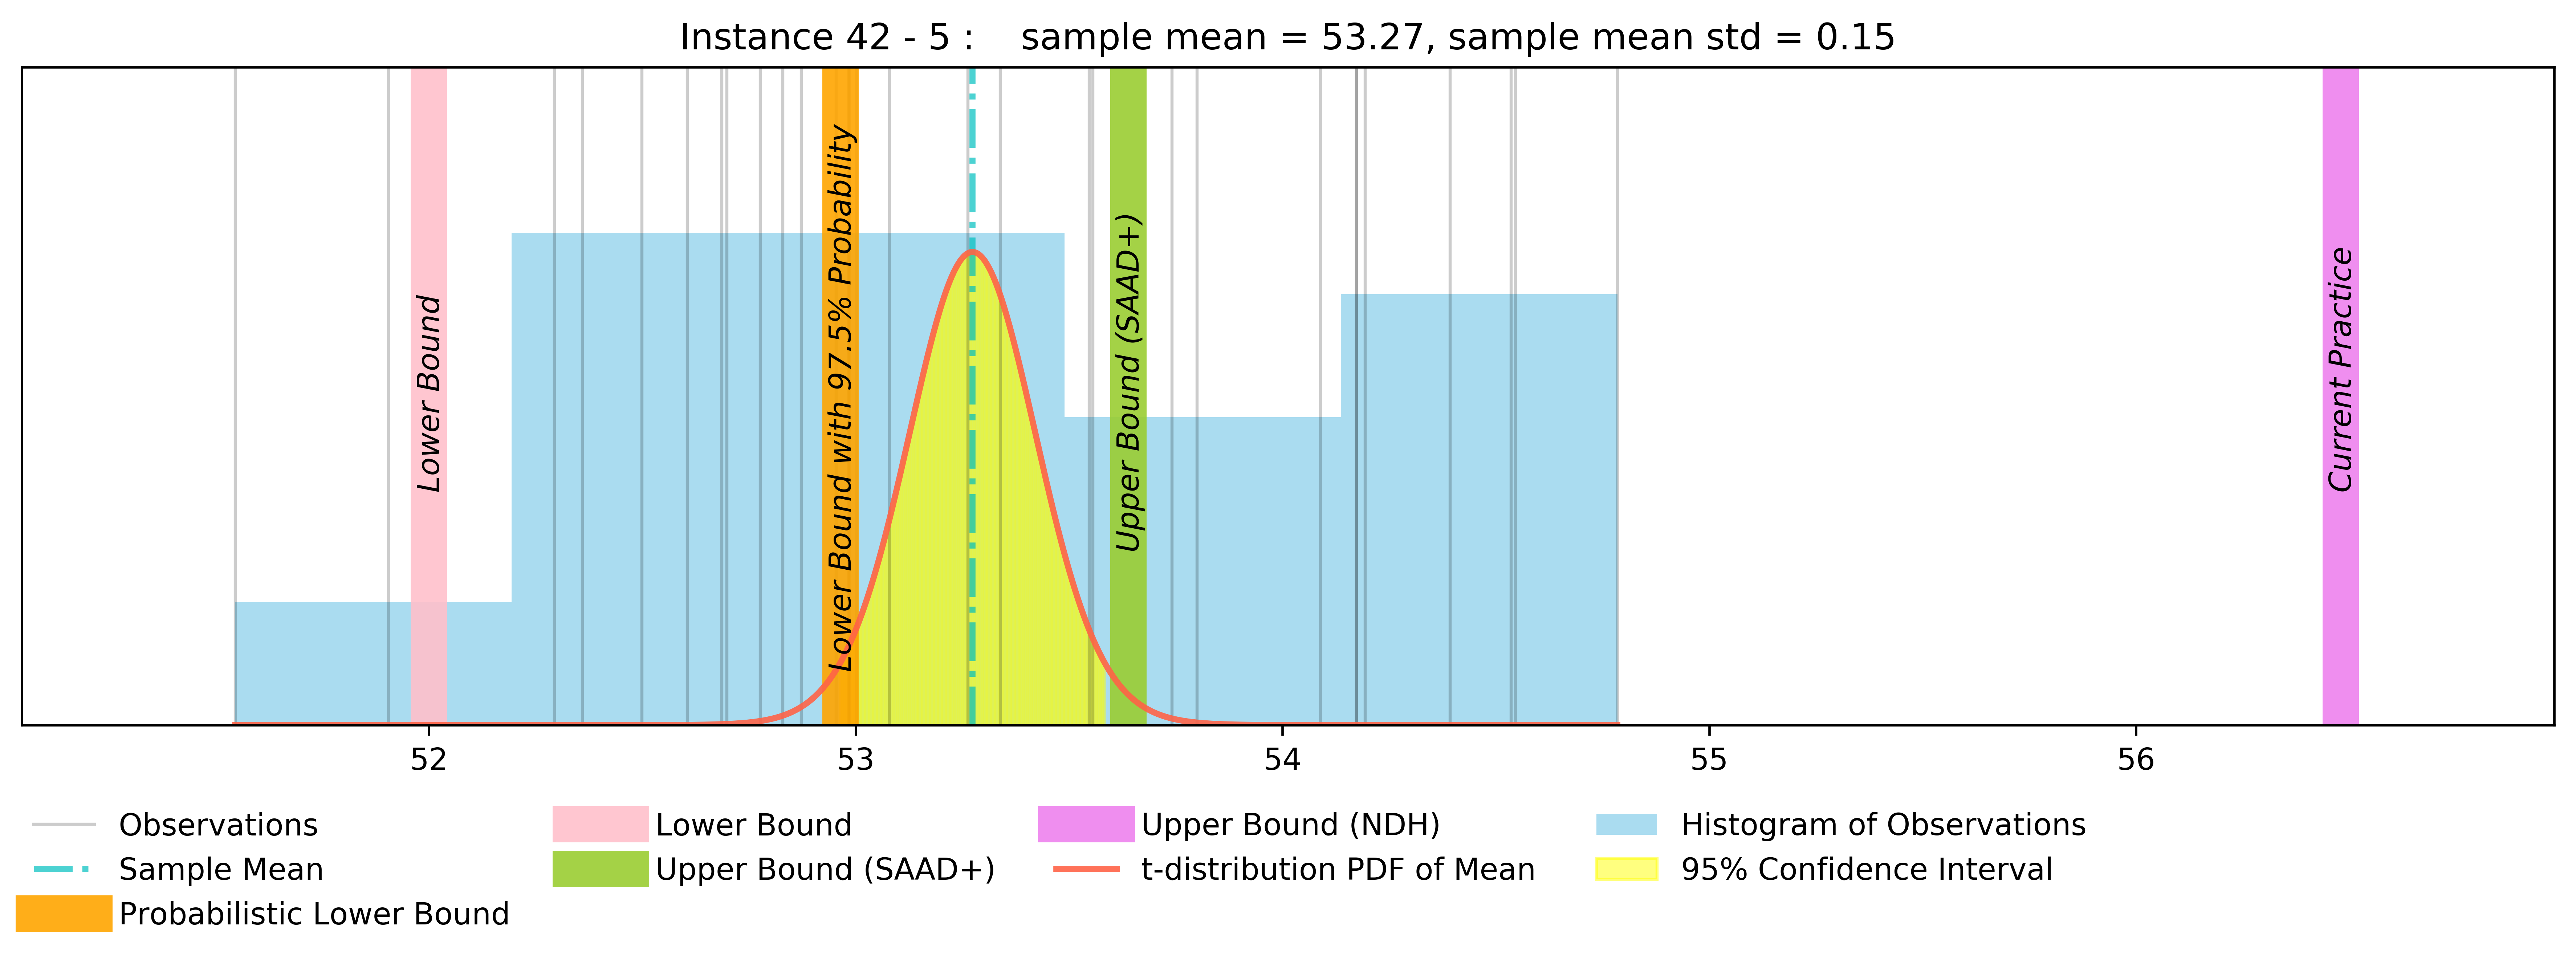 Instance 42 - 5 :    sample mean = 53.27, sample mean std = 0.15
Lower Bound
Lower Bound with 97.5% Probability
Upper Bound (SAAD+)
Current Practice
52 53 54 55 56
Observations
Sample Mean
Probabilistic Lower Bound
Lower Bound
Upper Bound (SAAD+)
Upper Bound (NDH)
t-distribution PDF of Mean
Histogram of Observations
95% Confidence Interval